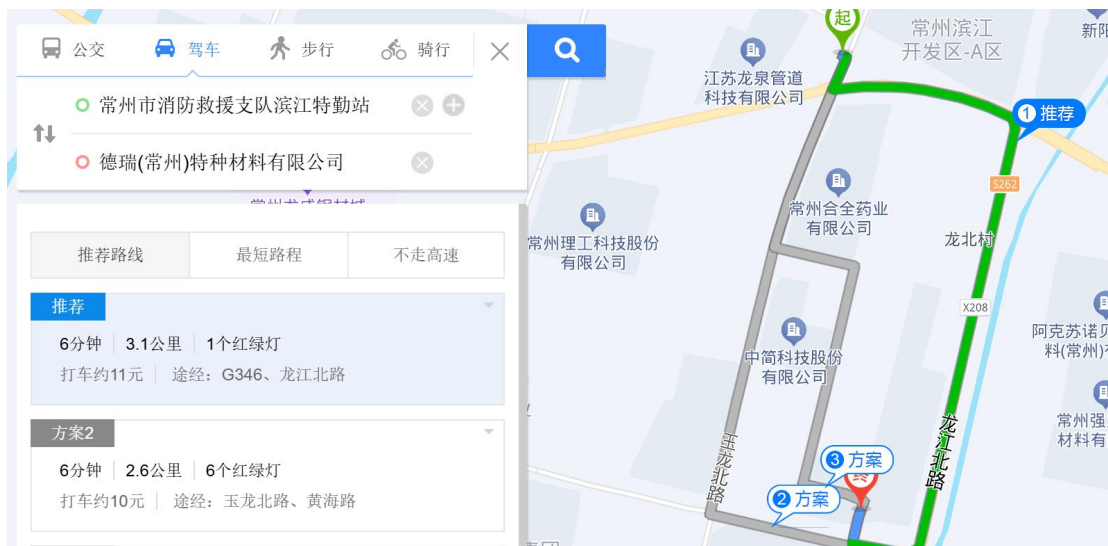 公交
驾车
步行
骑行
常州市消防救援支队滨江特勤站
德瑞(常州)特种材料有限公司
推荐路线
最短路程
不走高速
推荐
6分钟 3.1公里 1个红绿灯
打车约11元 途经：G346、龙江北路
方案2
6分钟 2.6公里 6个红绿灯
打车约10元 途经：玉龙北路、黄海路
起
常州滨江
开发区-A区
新阳
江苏龙泉管道
科技有限公司
1 推荐
S262
常州合全药业
有限公司
常州理工科技股份
有限公司
龙北村
X208
阿克苏诺贝
料(常州)有
中简科技股份
有限公司
常州强
材料有
龙江北路
玉龙北路
3 方案
终
2 方案